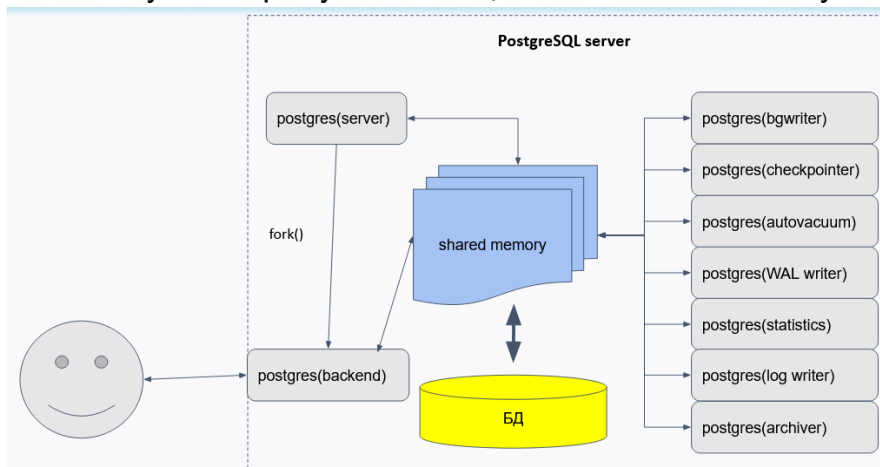 PostgreSQL server
postgres(server)
postgres(bgwriter)
postgres(checkpointer)
postgres(autovacuum)
fork()
shared memory
postgres(WAL writer)
postgres(statistics)
postgres(backend)
postgres(log writer)
БД
postgres(archiver)